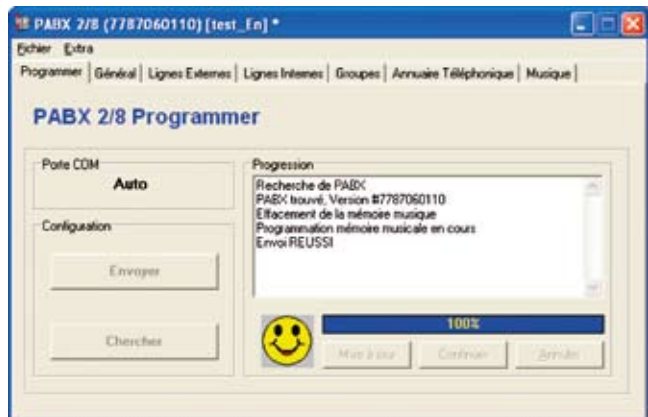 PABX 2/8 (7787060110) [test_En] *
Fichier Extra
Programmer Général Lignes Externes Lignes Internes Groupes Annuaire Téléphonique Musique
PABX 2/8 Programmer
Porte COM
Auto
Configuration
Envoyer
Chercher
Progression
Recherche de PABX
PABX trouvé, Version #7787060110
Effacement de la mémoire musique
Programmation mémoire musicale en cours
Envoi REUSSI
100%
Mise à jour Continuer Annuler